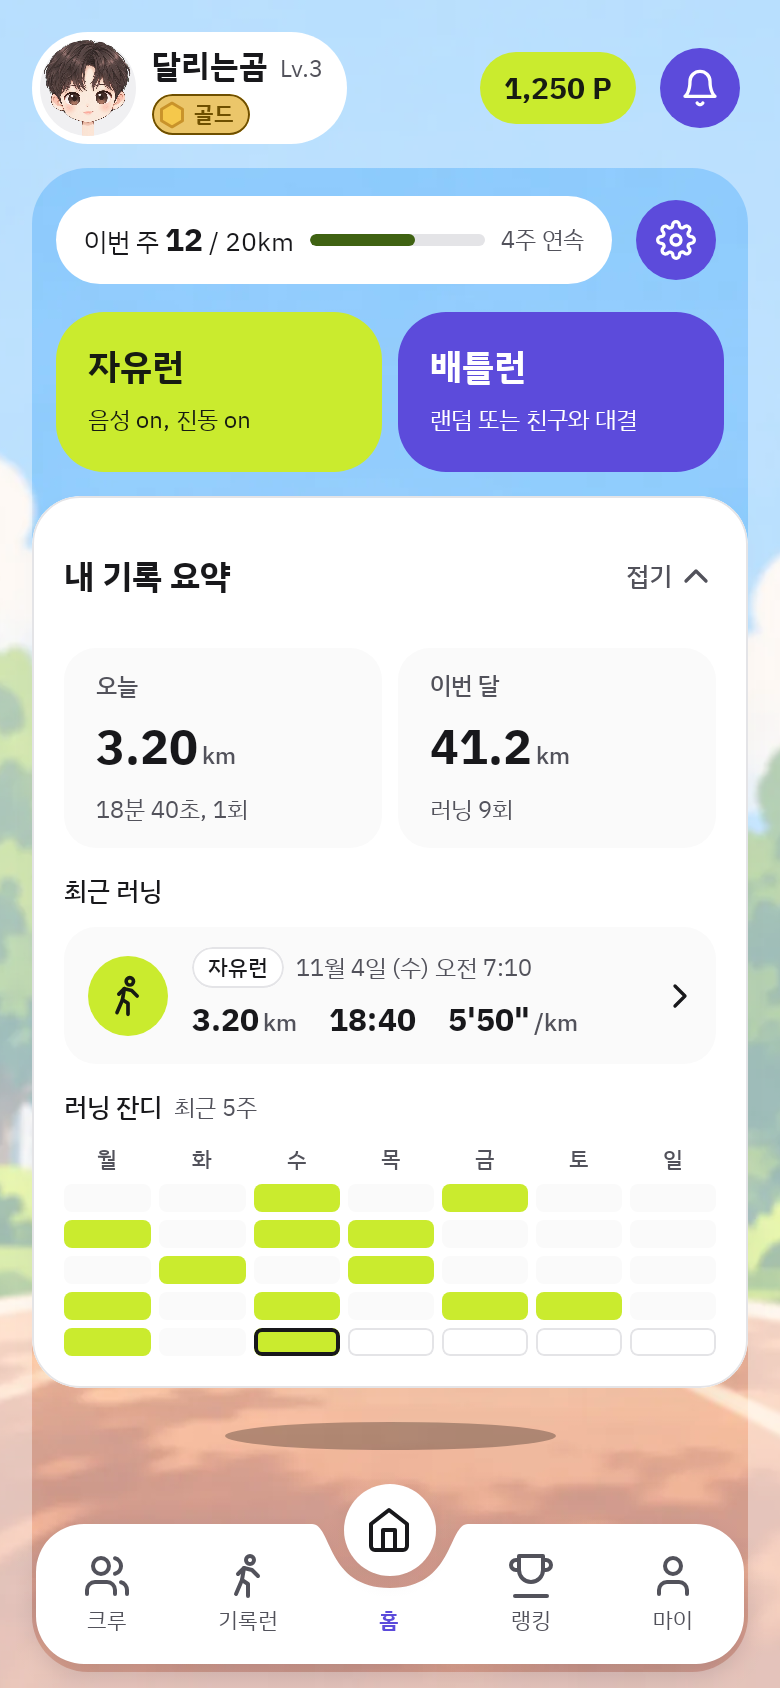 달리는곰 Lv.3
골드
1,250 P
이번 주 12 / 20km 4주 연속
자유런
음성 on, 진동 on
배틀런
랜덤 또는 친구와 대결
내 기록 요약 접기
오늘
3.20 km
18분 40초, 1회
이번 달
41.2 km
러닝 9회
최근 러닝
자유런 11월 4일 (수) 오전 7:10
3.20 km 18:40 5'50" /km
러닝 잔디 최근 5주
월 화 수 목 금 토 일
크루 기록런 홈 랭킹 마이